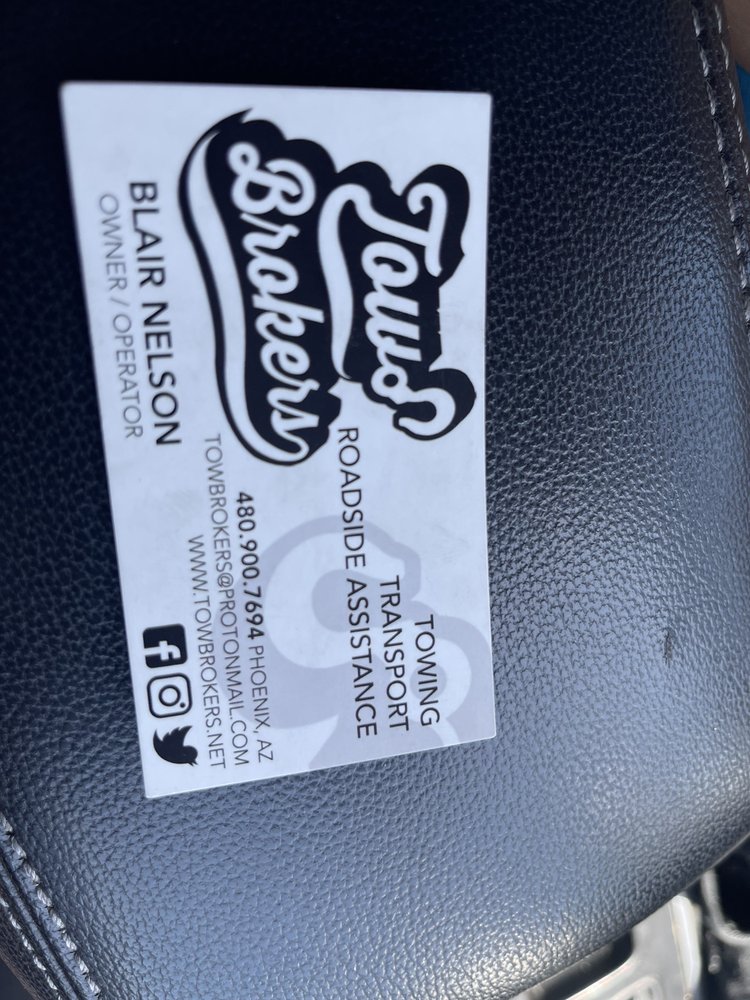 Tow
Brokers
TOWING
TRANSPORT
ROADSIDE ASSISTANCE
480.900.7694 PHOENIX, AZ
TOWBROKERS@PROTONMAIL.COM
WWW.TOWBROKERS.NET
BLAIR NELSON
OWNER / OPERATOR